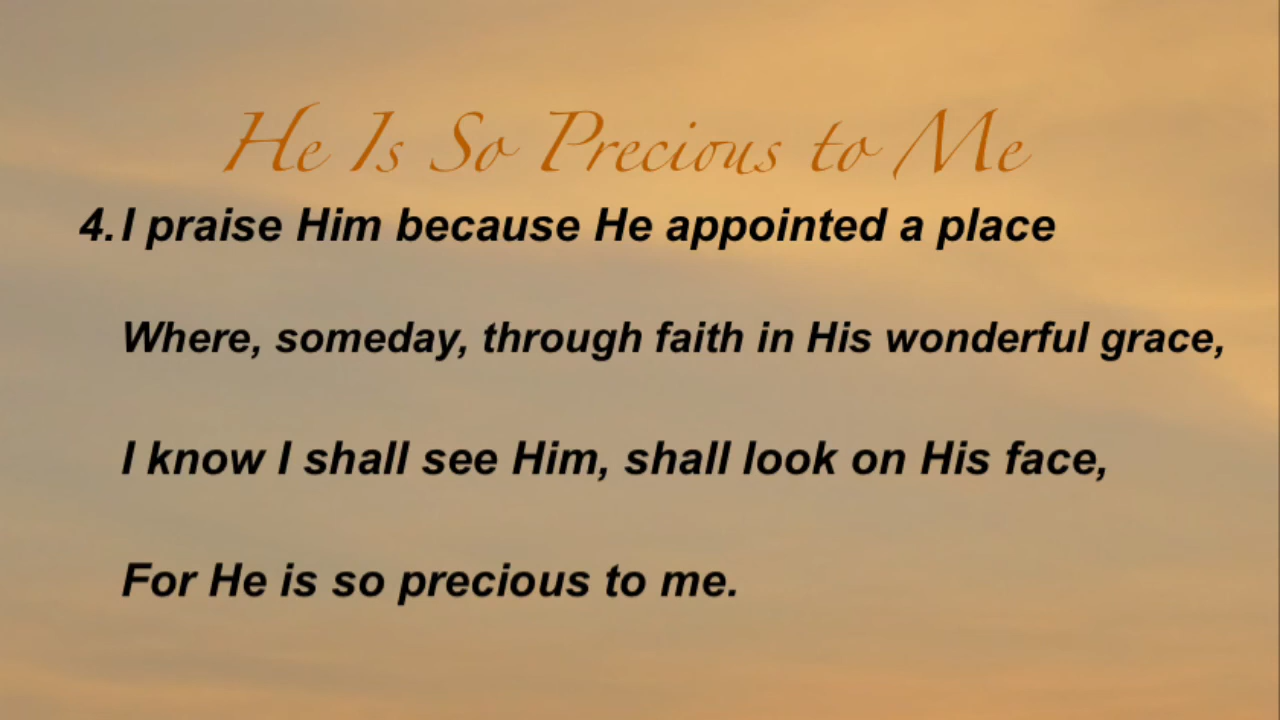 He Is So Precious to Me
4. I praise Him because He appointed a place
Where, someday, through faith in His wonderful grace,
I know I shall see Him, shall look on His face,
For He is so precious to me.